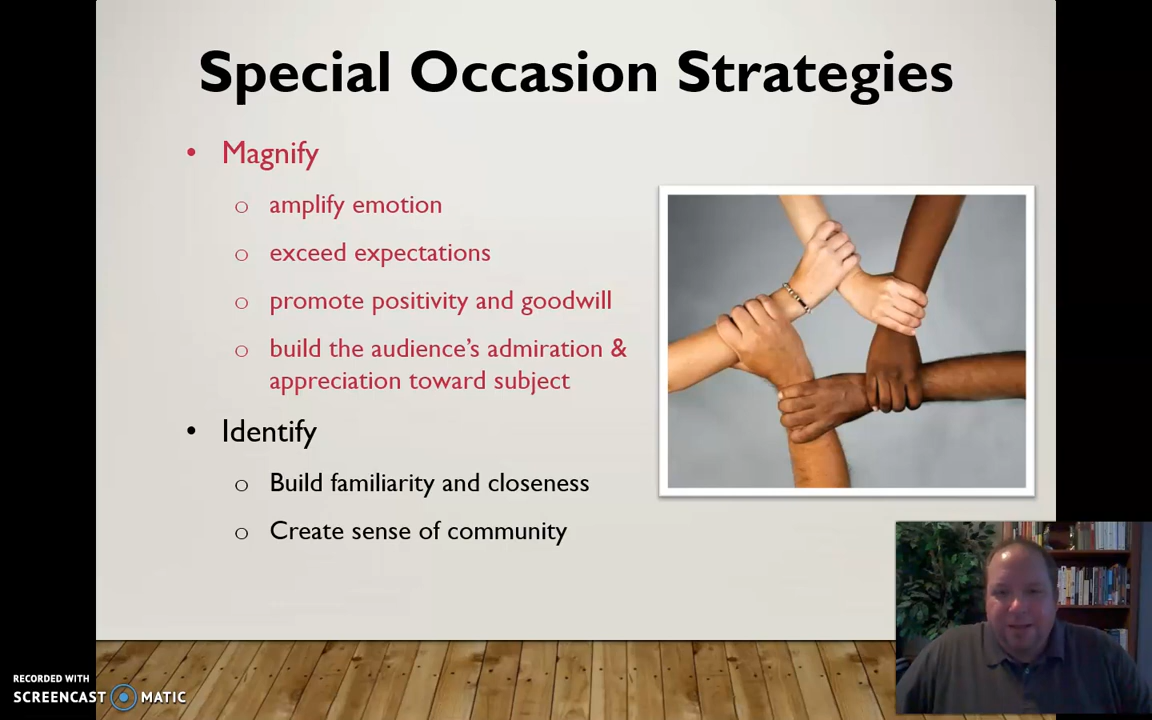 Special Occasion Strategies
• Magnify
o amplify emotion
o exceed expectations
o promote positivity and goodwill
o build the audience’s admiration &
appreciation toward subject
• Identify
o Build familiarity and closeness
o Create sense of community
RECORDED WITH
SCREENCAST MATIC